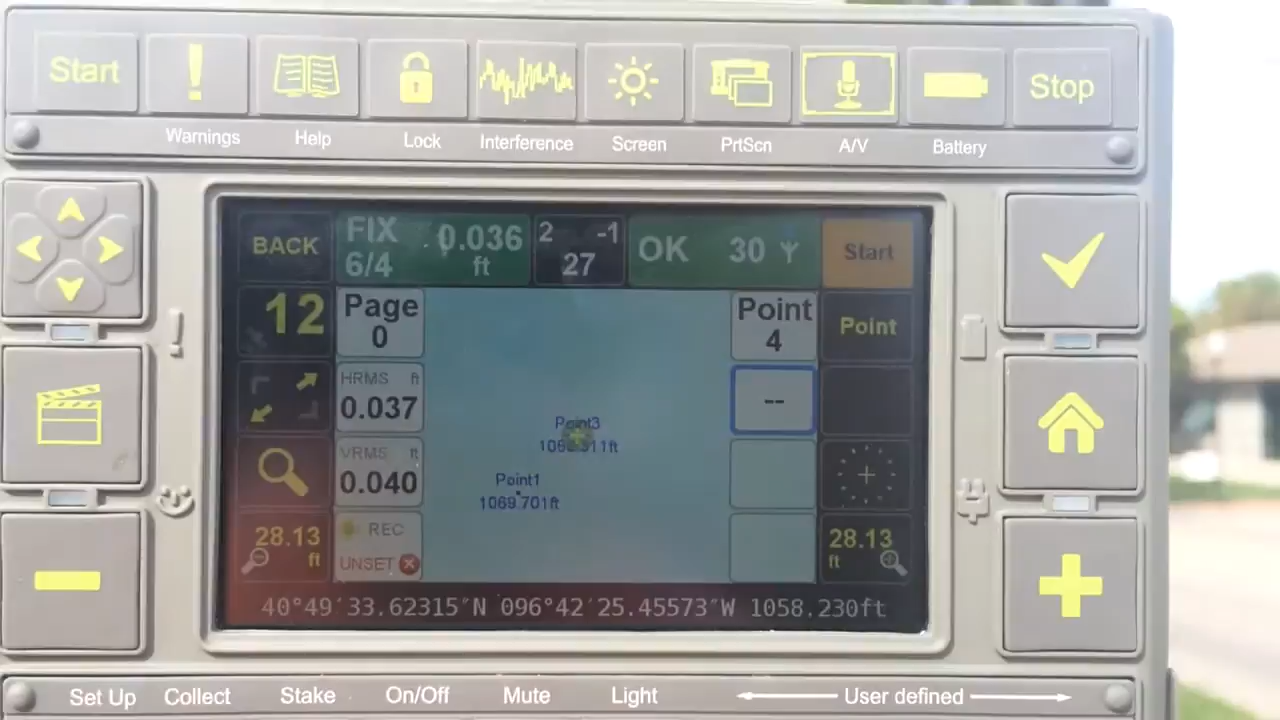 Start Stop
Warnings Help Lock Interference Screen PrtScn A/V Battery
BACK FIX 6/4 0.036 ft 2 -1 27 OK 30 Start
12 Page 0 Point 4 Point
HRMS ft
0.037 --
Point3
VRMS ft
0.040
Point1
1069.701ft
28.13 ft REC 28.13 ft
UNSET
40°49'33.62315"N 096°42'25.45573"W 1058.230ft
Set Up Collect Stake On/Off Mute Light User defined